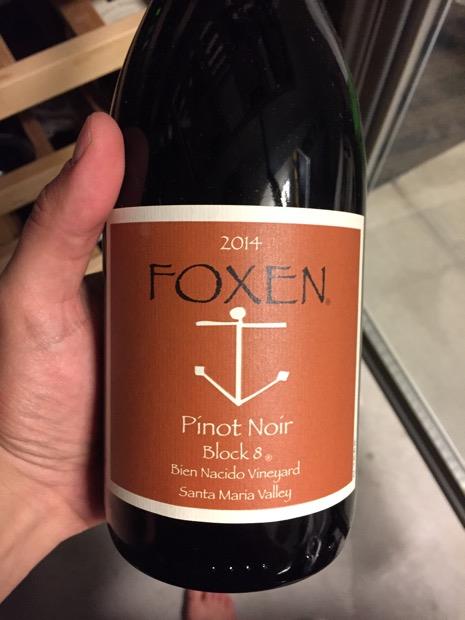 2014
FOXEN®
Pinot Noir
Block 8®
Bien Nacido Vineyard
Santa Maria Valley